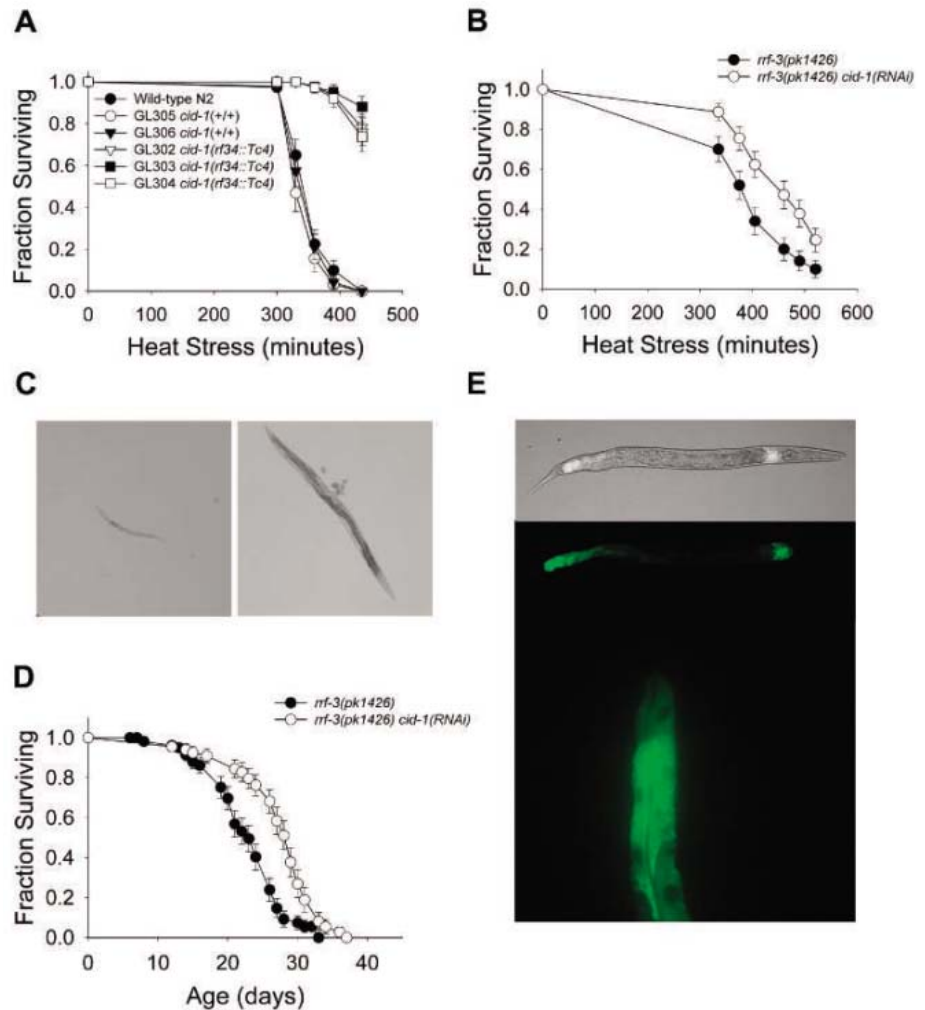 A
Fraction Surviving
1.0
0.8
0.6
0.4
0.2
0.0
Wild-type N2
GL305 cid-1(+/+)
GL306 cid-1(+/+)
GL302 cid-1(rf34::Tc4)
GL303 cid-1(rf34::Tc4)
GL304 cid-1(rf34::Tc4)
0 100 200 300 400 500
Heat Stress (minutes)
B
rrf-3(pk1426)
rrf-3(pk1426) cid-1(RNAi)
Fraction Surviving
1.0
0.8
0.6
0.4
0.2
0.0
0 100 200 300 400 500 600
Heat Stress (minutes)
C
E
D
rrf-3(pk1426)
rrf-3(pk1426) cid-1(RNAi)
Fraction Surviving
1.0
0.8
0.6
0.4
0.2
0.0
0 10 20 30 40
Age (days)